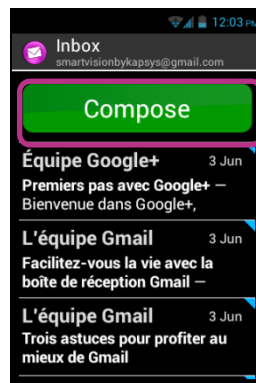 12:03 PM
Inbox
smartvisionbykapsys@gmail.com
Compose
Équipe Google+ 3 Jun
Premiers pas avec Google+ —
Bienvenue dans Google+,
L'équipe Gmail 3 Jun
Facilitez-vous la vie avec la
boîte de réception Gmail —
L'équipe Gmail 3 Jun
Trois astuces pour profiter au
mieux de Gmail